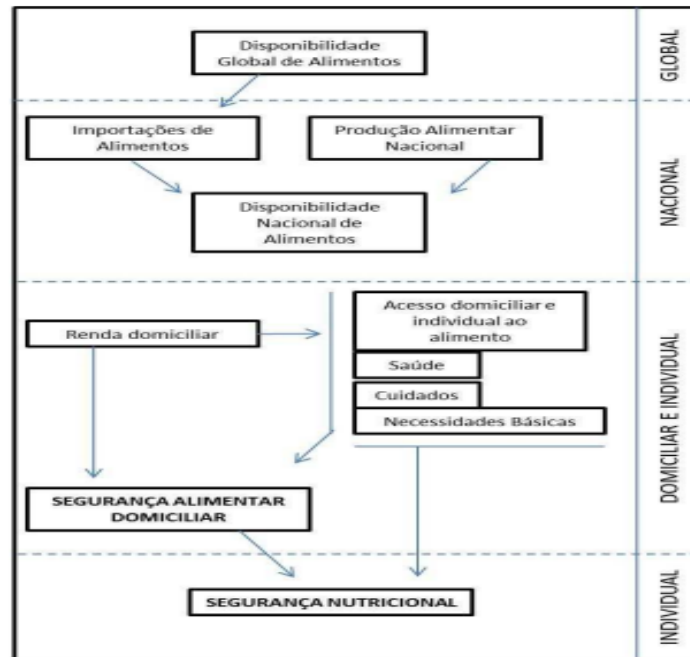 Disponibilidade
Global de Alimentos
GLOBAL
Importações de
Alimentos
Produção Alimentar
Nacional
Disponibilidade
Nacional de
Alimentos
NACIONAL
Renda domiciliar
Acesso domiciliar e
individual ao
alimento
Saúde
Cuidados
Necessidades Básicas
SEGURANÇA ALIMENTAR
DOMICILIAR
DOMICILIAR E INDIVIDUAL
SEGURANÇA NUTRICIONAL
INDIVIDUAL